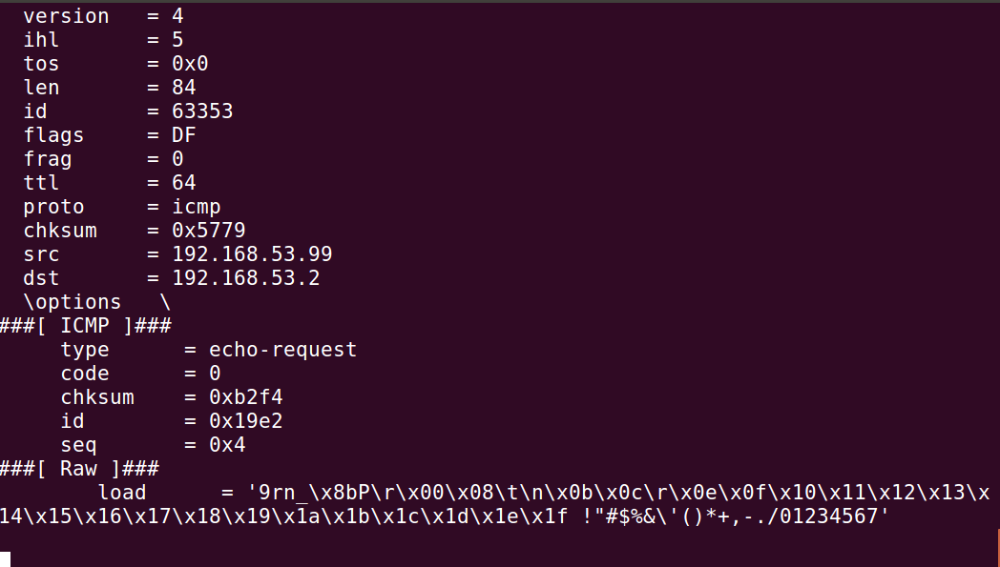 version   = 4
ihl       = 5
tos       = 0x0
len       = 84
id        = 63353
flags     = DF
frag      = 0
ttl       = 64
proto     = icmp
chksum    = 0x5779
src       = 192.168.53.99
dst       = 192.168.53.2
\options   \
###[ ICMP ]###
type      = echo-request
code      = 0
chksum    = 0xb2f4
id        = 0x19e2
seq       = 0x4
###[ Raw ]###
load      = '9rn_\x8bP\r\x00\x08\t\n\x0b\x0c\r\x0e\x0f\x10\x11\x12\x13\x
14\x15\x16\x17\x18\x19\x1a\x1b\x1c\x1d\x1e\x1f !"#$%&\'()*+,-./01234567'